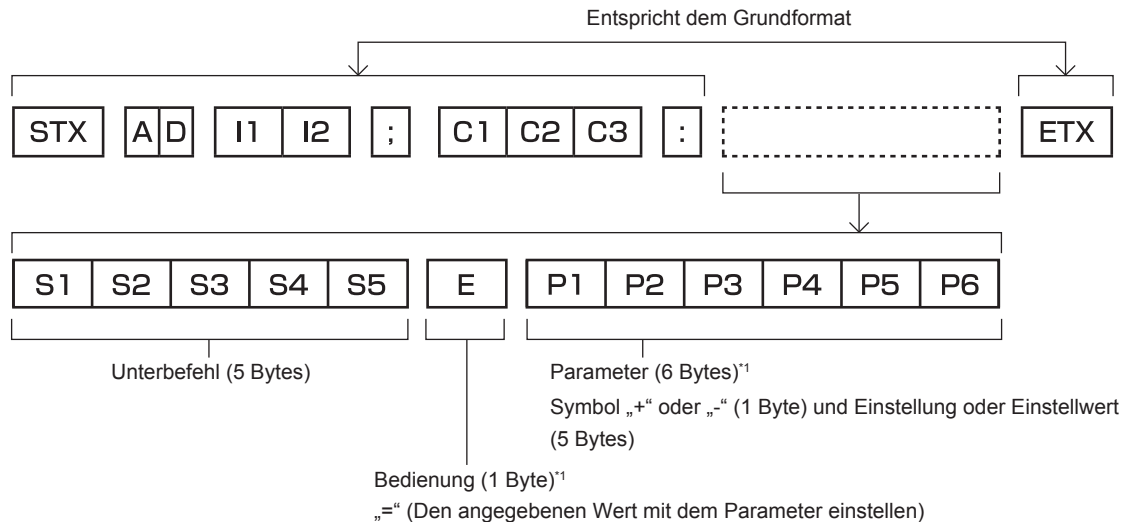 Entspricht dem Grundformat
STX A D I1 I2 ; C1 C2 C3 : ETX
S1 S2 S3 S4 S5 E P1 P2 P3 P4 P5 P6
Unterbefehl (5 Bytes)
Parameter (6 Bytes)*1
Symbol „+“ oder „-“ (1 Byte) und Einstellung oder Einstellwert
(5 Bytes)
Bedienung (1 Byte)*1
„=“ (Den angegebenen Wert mit dem Parameter einstellen)